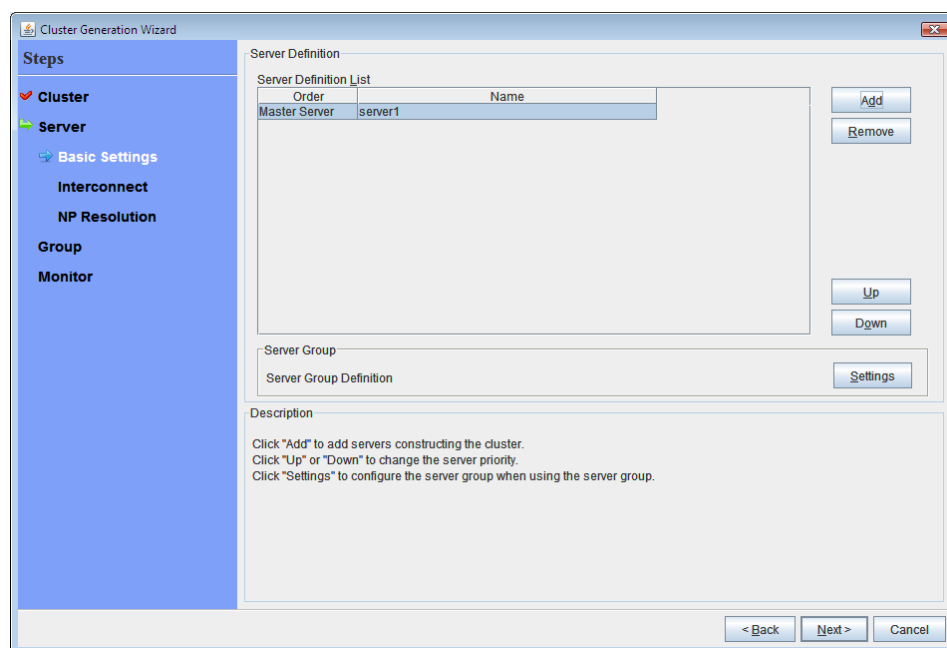 Cluster Generation Wizard
Steps
Cluster
Server
Basic Settings
Interconnect
NP Resolution
Group
Monitor
Server Definition
Server Definition List
Order Name
Master Server server1
Add
Remove
Up
Down
Server Group
Server Group Definition
Settings
Description
Click "Add" to add servers constructing the cluster.
Click "Up" or "Down" to change the server priority.
Click "Settings" to configure the server group when using the server group.
< Back Next > Cancel